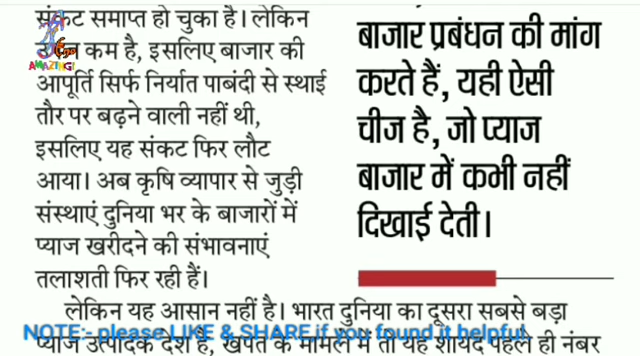 संकट समाप्त हो चुका है। लेकिन
कम है, इसलिए बाजार की
आपूर्ति सिर्फ निर्यात पाबंदी से स्थाई
तौर पर बढ़ने वाली नहीं थी,
इसलिए यह संकट फिर लौट
आया। अब कृषि व्यापार से जुड़ी
संस्थाएं दुनिया भर के बाजारों में
प्याज खरीदने की संभावनाएं
तलाशती फिर रही हैं।
लेकिन यह आसान नहीं है। भारत दुनिया का दूसरा सबसे बड़ा
प्याज उत्पादक देश है, खपत के मामले में तो यह शायद पहले ही नंबर
बाजार प्रबंधन की मांग
करते हैं, यही ऐसी
चीज है, जो प्याज
बाजार में कभी नहीं
दिखाई देती।
AMAZING!
NOTE:- please LIKE & SHARE if you found it helpful